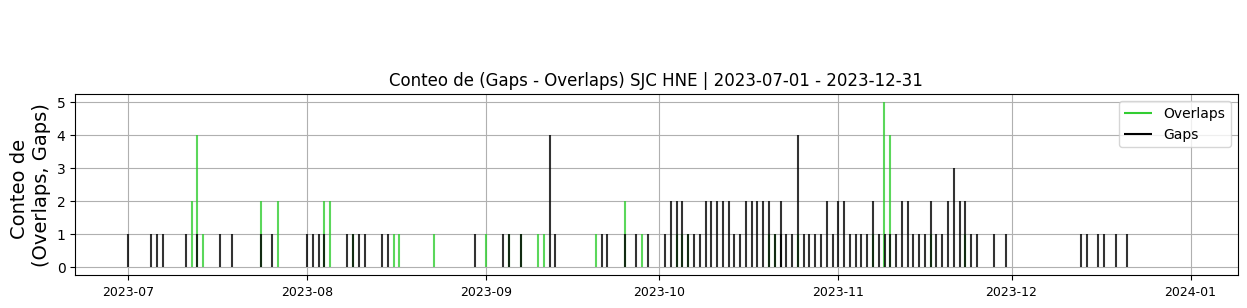 Conteo de (Gaps - Overlaps) SJC HNE | 2023-07-01 - 2023-12-31
Conteo de
(Overlaps, Gaps)
5
4
3
2
1
0
Overlaps
Gaps
2023-07
2023-08
2023-09
2023-10
2023-11
2023-12
2024-01